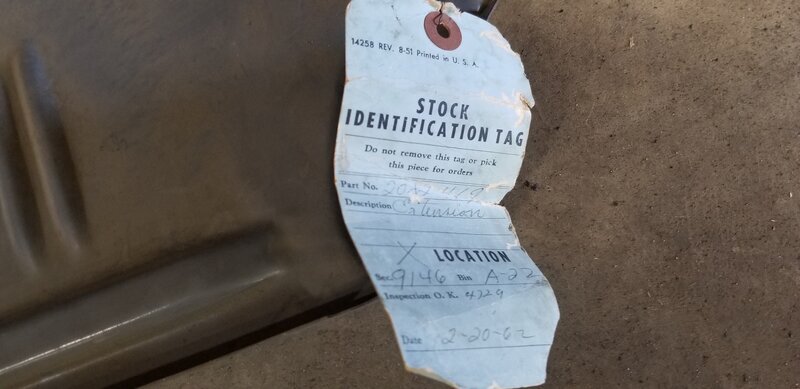 14258 REV. 8-51 Printed in U. S. A.
STOCK
IDENTIFICATION TAG
Do not remove this tag or pick
this piece for orders
Part No.
Description Extension
X LOCATION
Sec. 9146 Bin A-22
Inspection O. K. 4729
Date 2-20-62